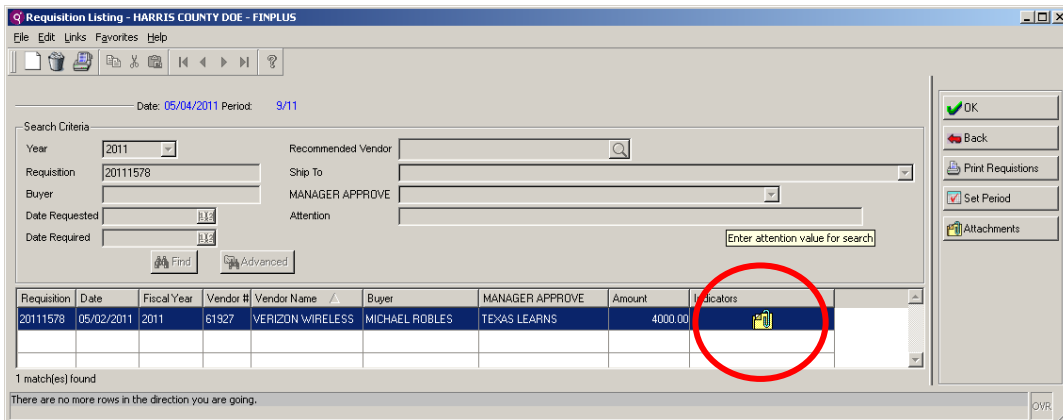 Requisition Listing - HARRIS COUNTY DOE - FINPLUS
File Edit Links Favorites Help
Date: 05/04/2011 Period: 9/11
Search Criteria
Year 2011 Recommended Vendor
Requisition 20111578 Ship To
Buyer MANAGER APPROVE
Date Requested Attention
Date Required
Enter attention value for search
Find Advanced
OK
Back
Print Requistions
Set Period
Attachments
Requisition Date Fiscal Year Vendor # Vendor Name Buyer MANAGER APPROVE Amount Indicators
20111578 05/02/2011 2011 61927 VERIZON WIRELESS MICHAEL ROBLES TEXAS LEARNS 4000.00
1 match(es) found
There are no more rows in the direction you are going.
OVR